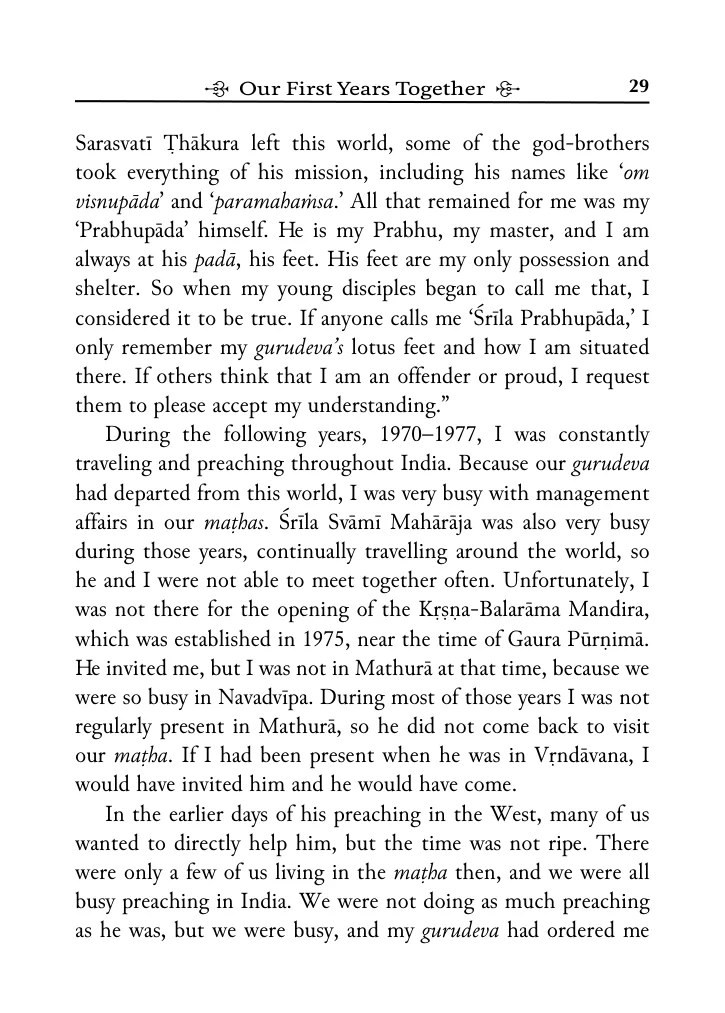 Our First Years Together 29
Sarasvatī Ṭhākura left this world, some of the god-brothers
took everything of his mission, including his names like ‘om
visnupāda’ and ‘paramahaṁsa.’ All that remained for me was my
‘Prabhupāda’ himself. He is my Prabhu, my master, and I am
always at his padā, his feet. His feet are my only possession and
shelter. So when my young disciples began to call me that, I
considered it to be true. If anyone calls me ‘Śrīla Prabhupāda,’ I
only remember my gurudeva’s lotus feet and how I am situated
there. If others think that I am an offender or proud, I request
them to please accept my understanding.”
During the following years, 1970–1977, I was constantly
traveling and preaching throughout India. Because our gurudeva
had departed from this world, I was very busy with management
affairs in our maṭhas. Śrīla Svāmī Mahārāja was also very busy
during those years, continually travelling around the world, so
he and I were not able to meet together often. Unfortunately, I
was not there for the opening of the Kṛṣṇa-Balarāma Mandira,
which was established in 1975, near the time of Gaura Pūrṇimā.
He invited me, but I was not in Mathurā at that time, because we
were so busy in Navadvīpa. During most of those years I was not
regularly present in Mathurā, so he did not come back to visit
our maṭha. If I had been present when he was in Vṛndāvana, I
would have invited him and he would have come.
In the earlier days of his preaching in the West, many of us
wanted to directly help him, but the time was not ripe. There
were only a few of us living in the maṭha then, and we were all
busy preaching in India. We were not doing as much preaching
as he was, but we were busy, and my gurudeva had ordered me